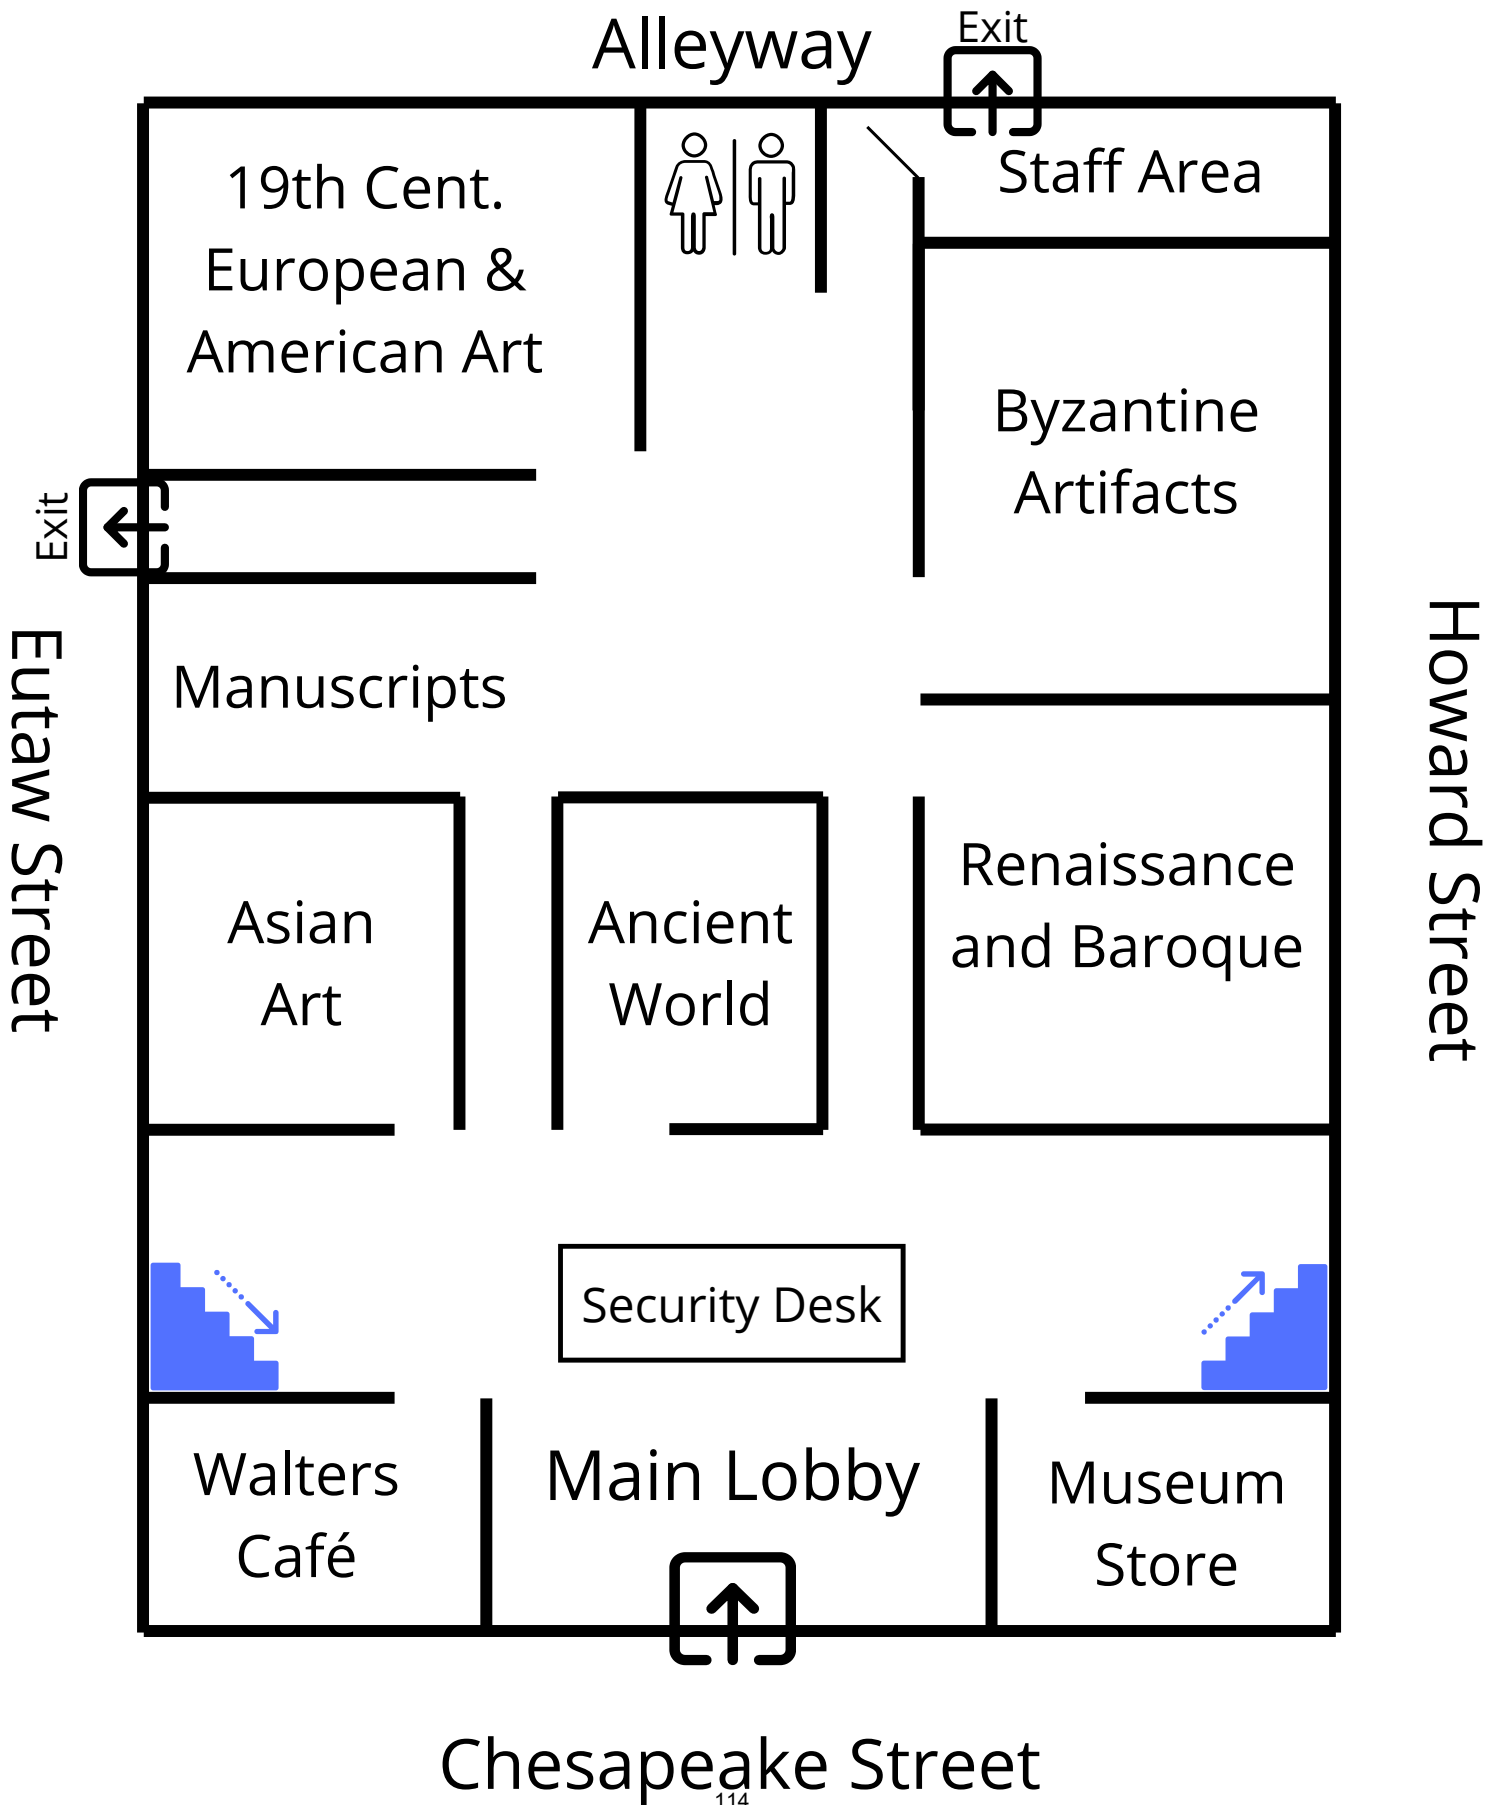 Exit
Alleyway
19th Cent.
European &
American Art
Staff Area
Byzantine
Artifacts
Exit
Manuscripts
Eutaw Street
Howard Street
Asian
Art
Ancient
World
Renaissance
and Baroque
Security Desk
Walters
Café
Main Lobby
Museum
Store
Chesapeake Street
114